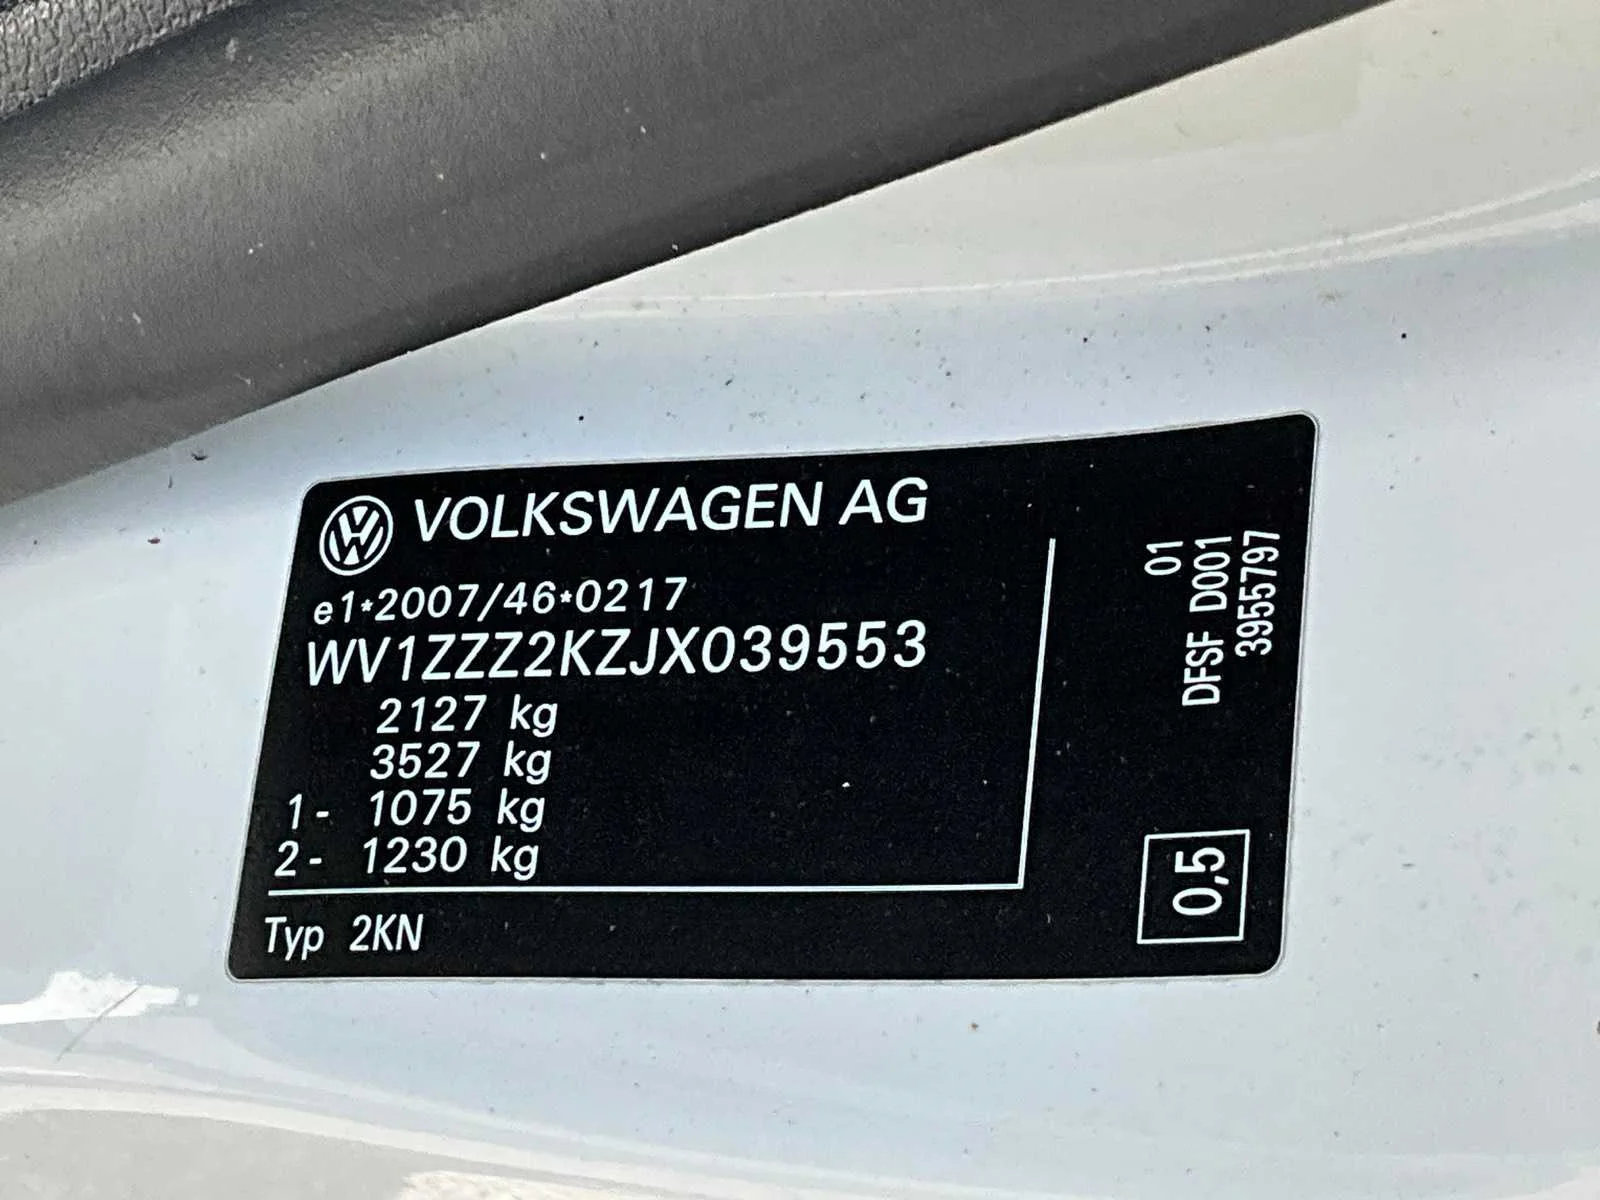 VOLKSWAGEN AG
e1*2007/46*0217
WV1ZZZ2KZJX039553
2127 kg
3527 kg
1- 1075 kg
2- 1230 kg
Typ 2KN
01
DFSF D001
3955797
0,5